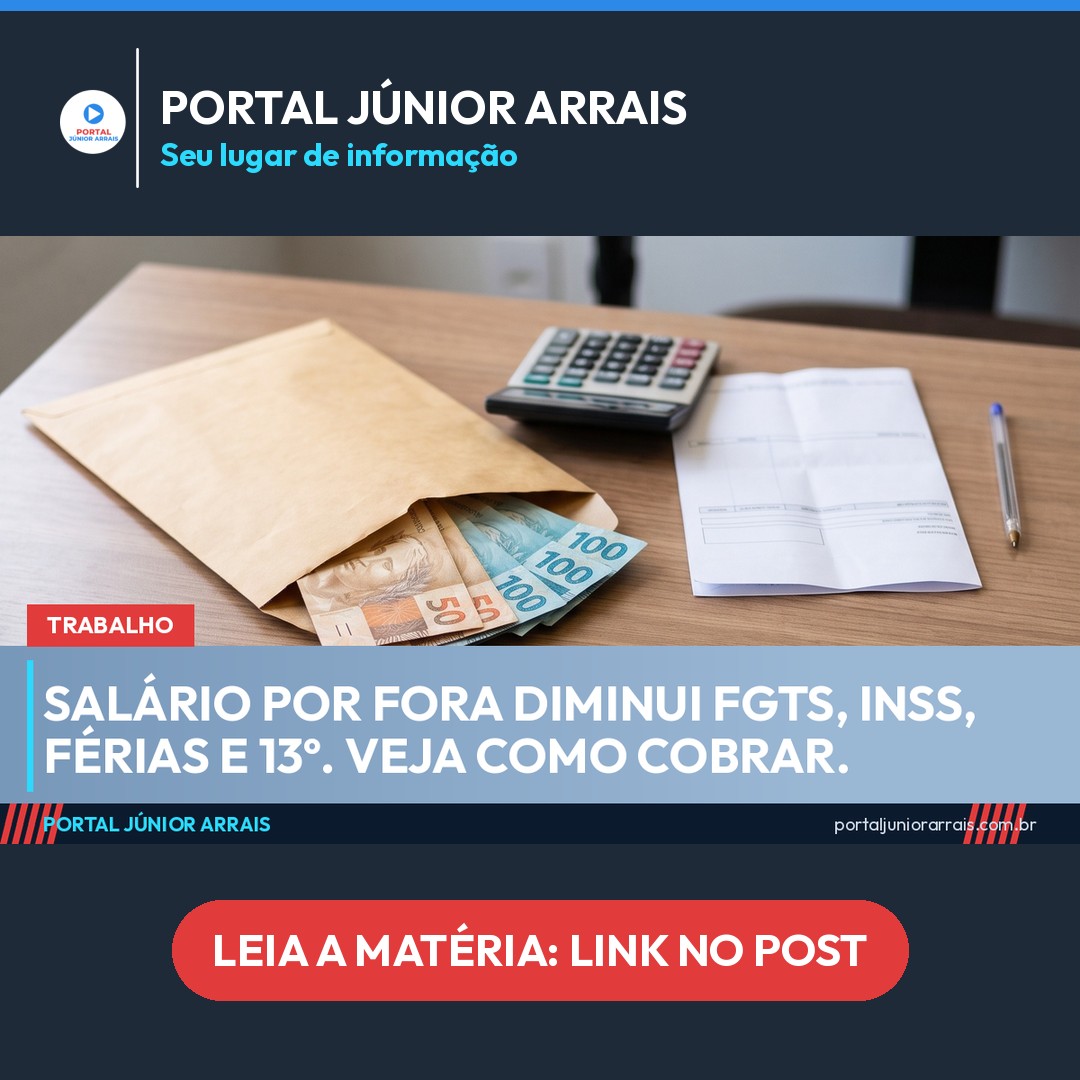 PORTAL JÚNIOR ARRAIS
Seu lugar de informação
PORTAL
JÚNIOR ARRAIS
50
50
100
100
100
TRABALHO
SALÁRIO POR FORA DIMINUI FGTS, INSS,
FÉRIAS E 13º. VEJA COMO COBRAR.
PORTAL JÚNIOR ARRAIS
portaljuniorarrais.com.br
LEIA A MATÉRIA: LINK NO POST